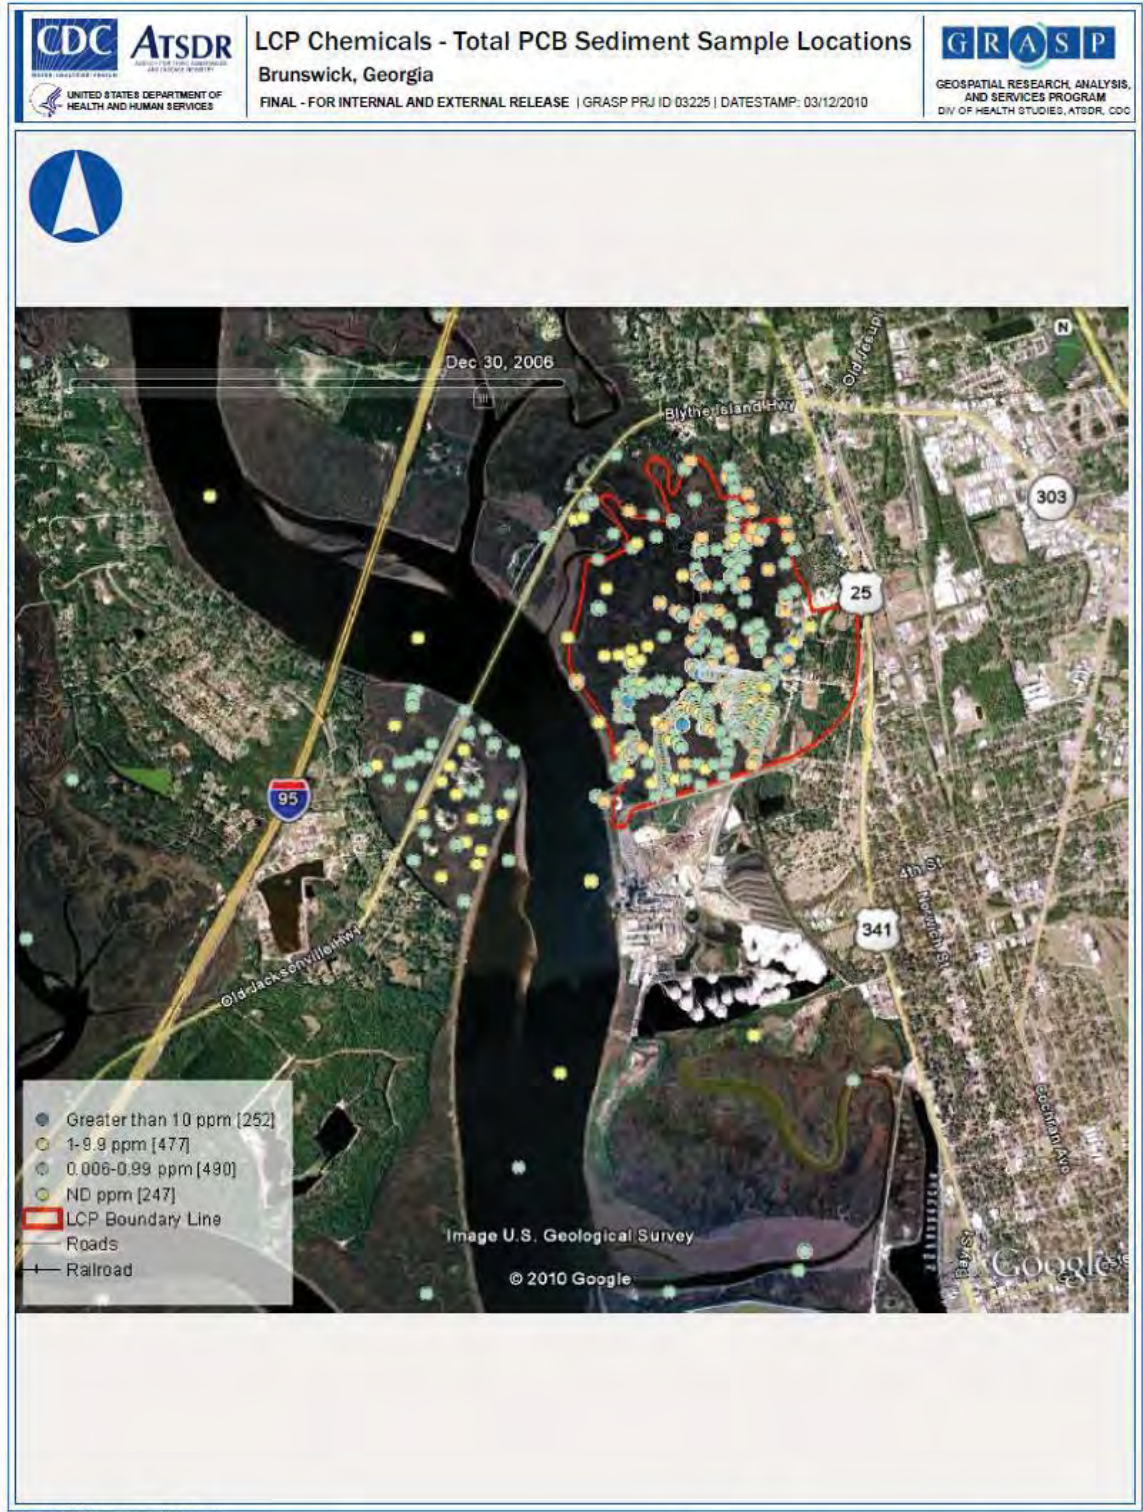 CDC
ATSDR
UNITED STATES DEPARTMENT OF
HEALTH AND HUMAN SERVICES
LCP Chemicals - Total PCB Sediment Sample Locations
Brunswick, Georgia
FINAL - FOR INTERNAL AND EXTERNAL RELEASE | GRASP PRJ ID 03225 | DATESTAMP: 03/12/2010
GRASP
GEOSPATIAL RESEARCH, ANALYSIS,
AND SERVICES PROGRAM
DIV OF HEALTH STUDIES, ATSDR, CDC
N
Old Jesup
Dec 30, 2006
Blythe Island Hwy
303
25
95
4th St
341
Norwich St
Old Jacksonville Hwy
Cochran Ave
Greater than 10 ppm [252]
1-9.9 ppm [477]
0.006-0.99 ppm [490]
ND ppm [247]
LCP Boundary Line
Roads
Railroad
Image U.S. Geological Survey
© 2010 Google
Bay St
Google